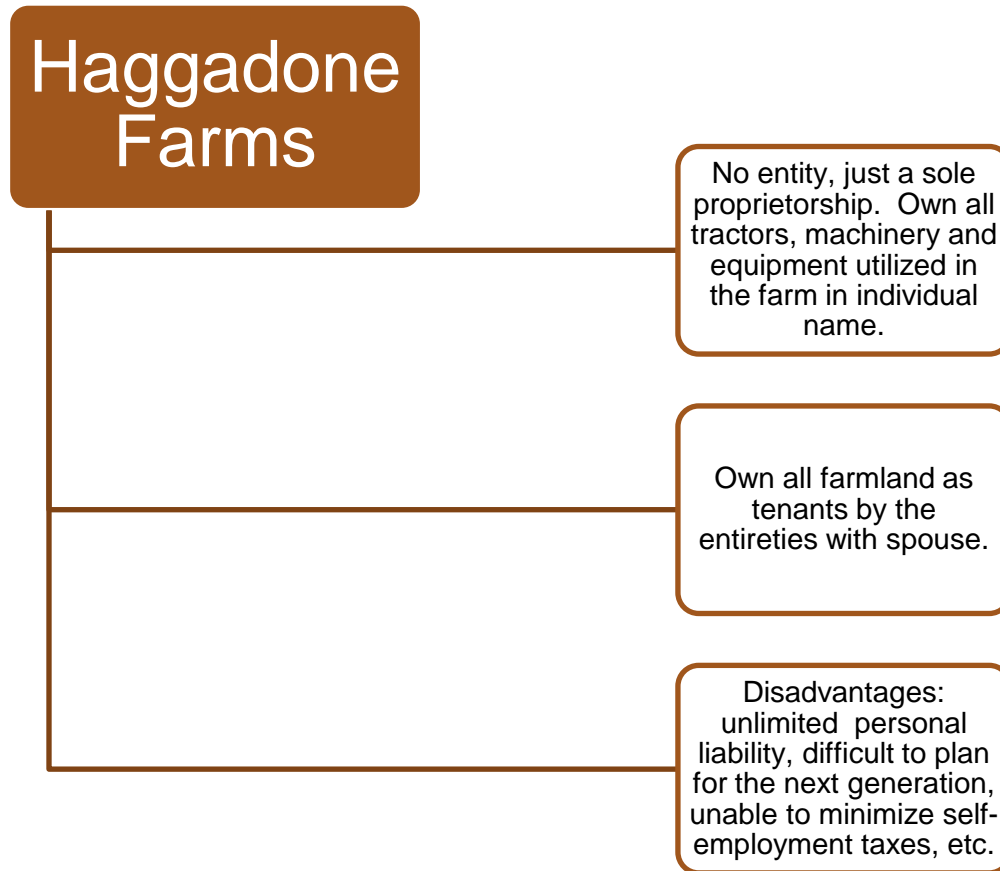 Haggadone
Farms
No entity, just a sole
proprietorship.  Own all
tractors, machinery and
equipment utilized in
the farm in individual
name.
Own all farmland as
tenants by the
entireties with spouse.
Disadvantages:
unlimited  personal
liability, difficult to plan
for the next generation,
unable to minimize self-
employment taxes, etc.